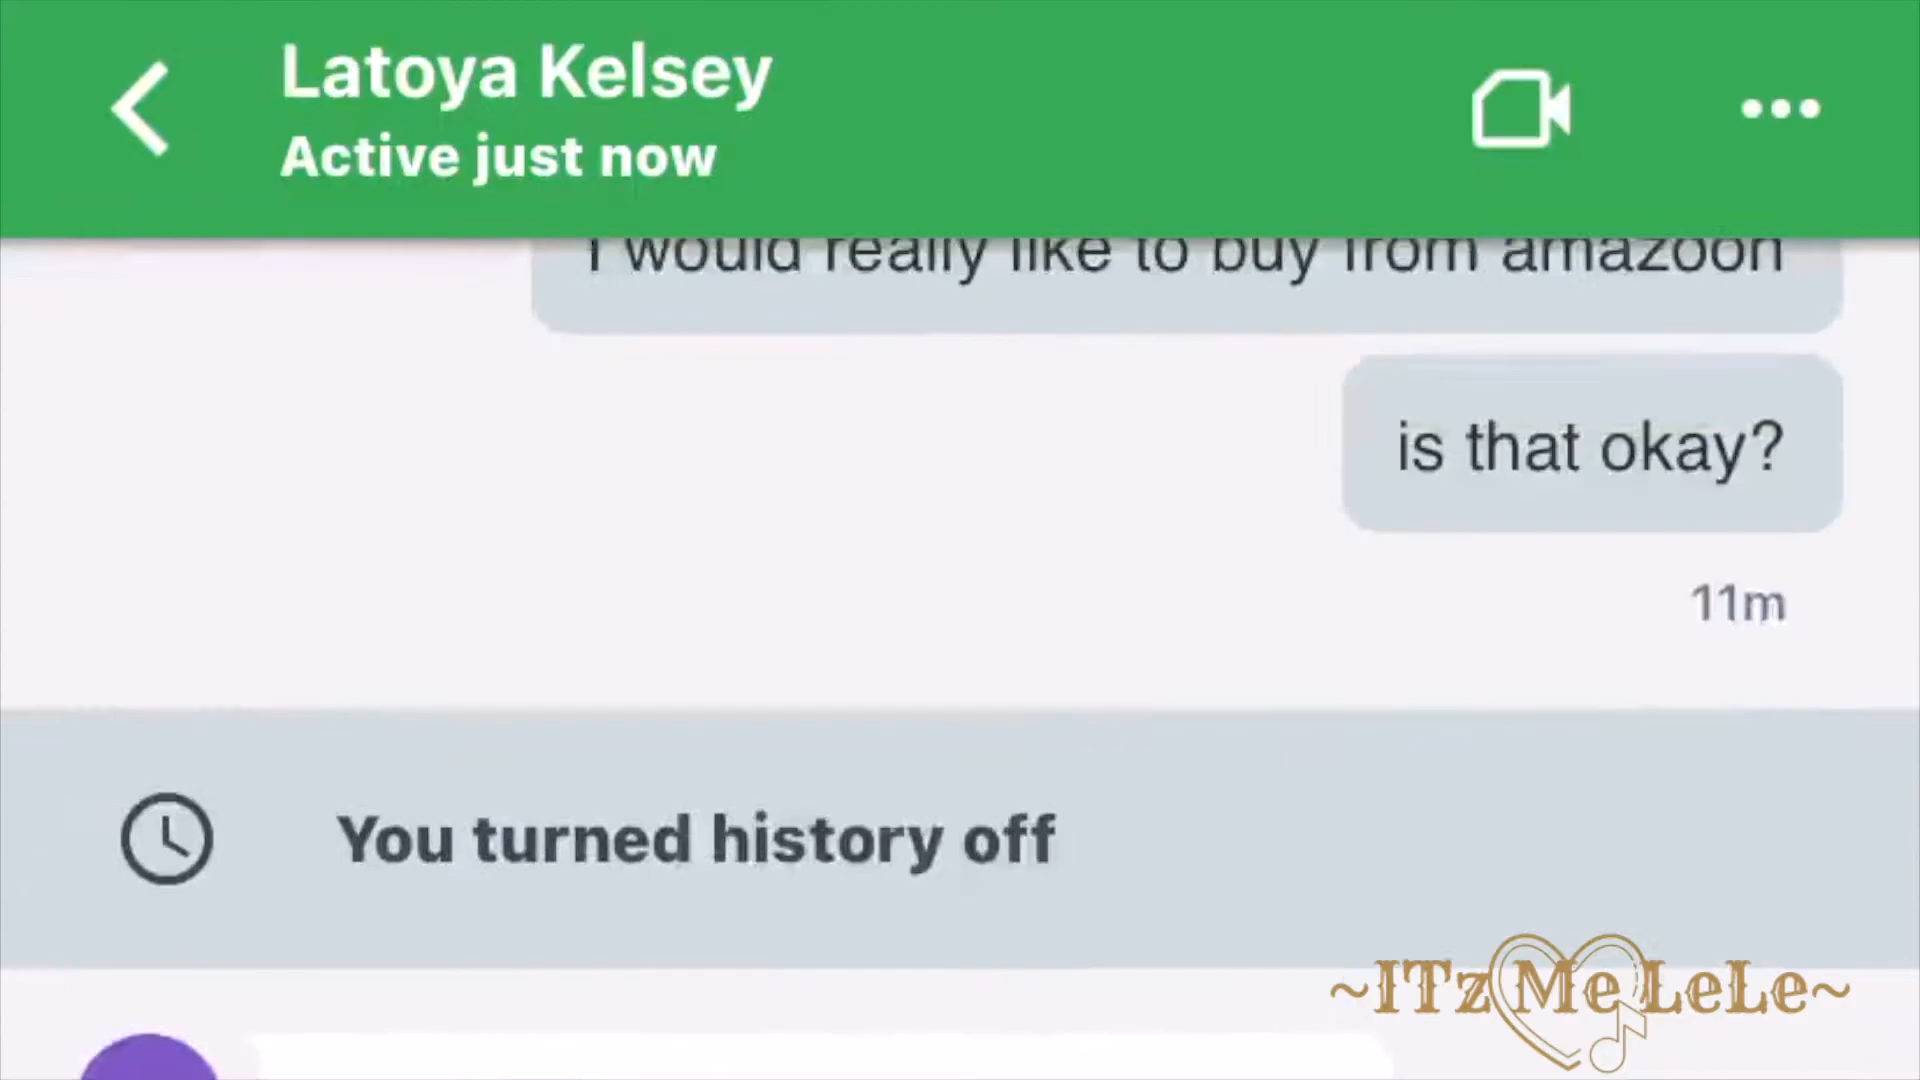 Latoya Kelsey
Active just now
I would really like to buy from amazoon
is that okay?
11m
You turned history off
~ITz Me LeLe~